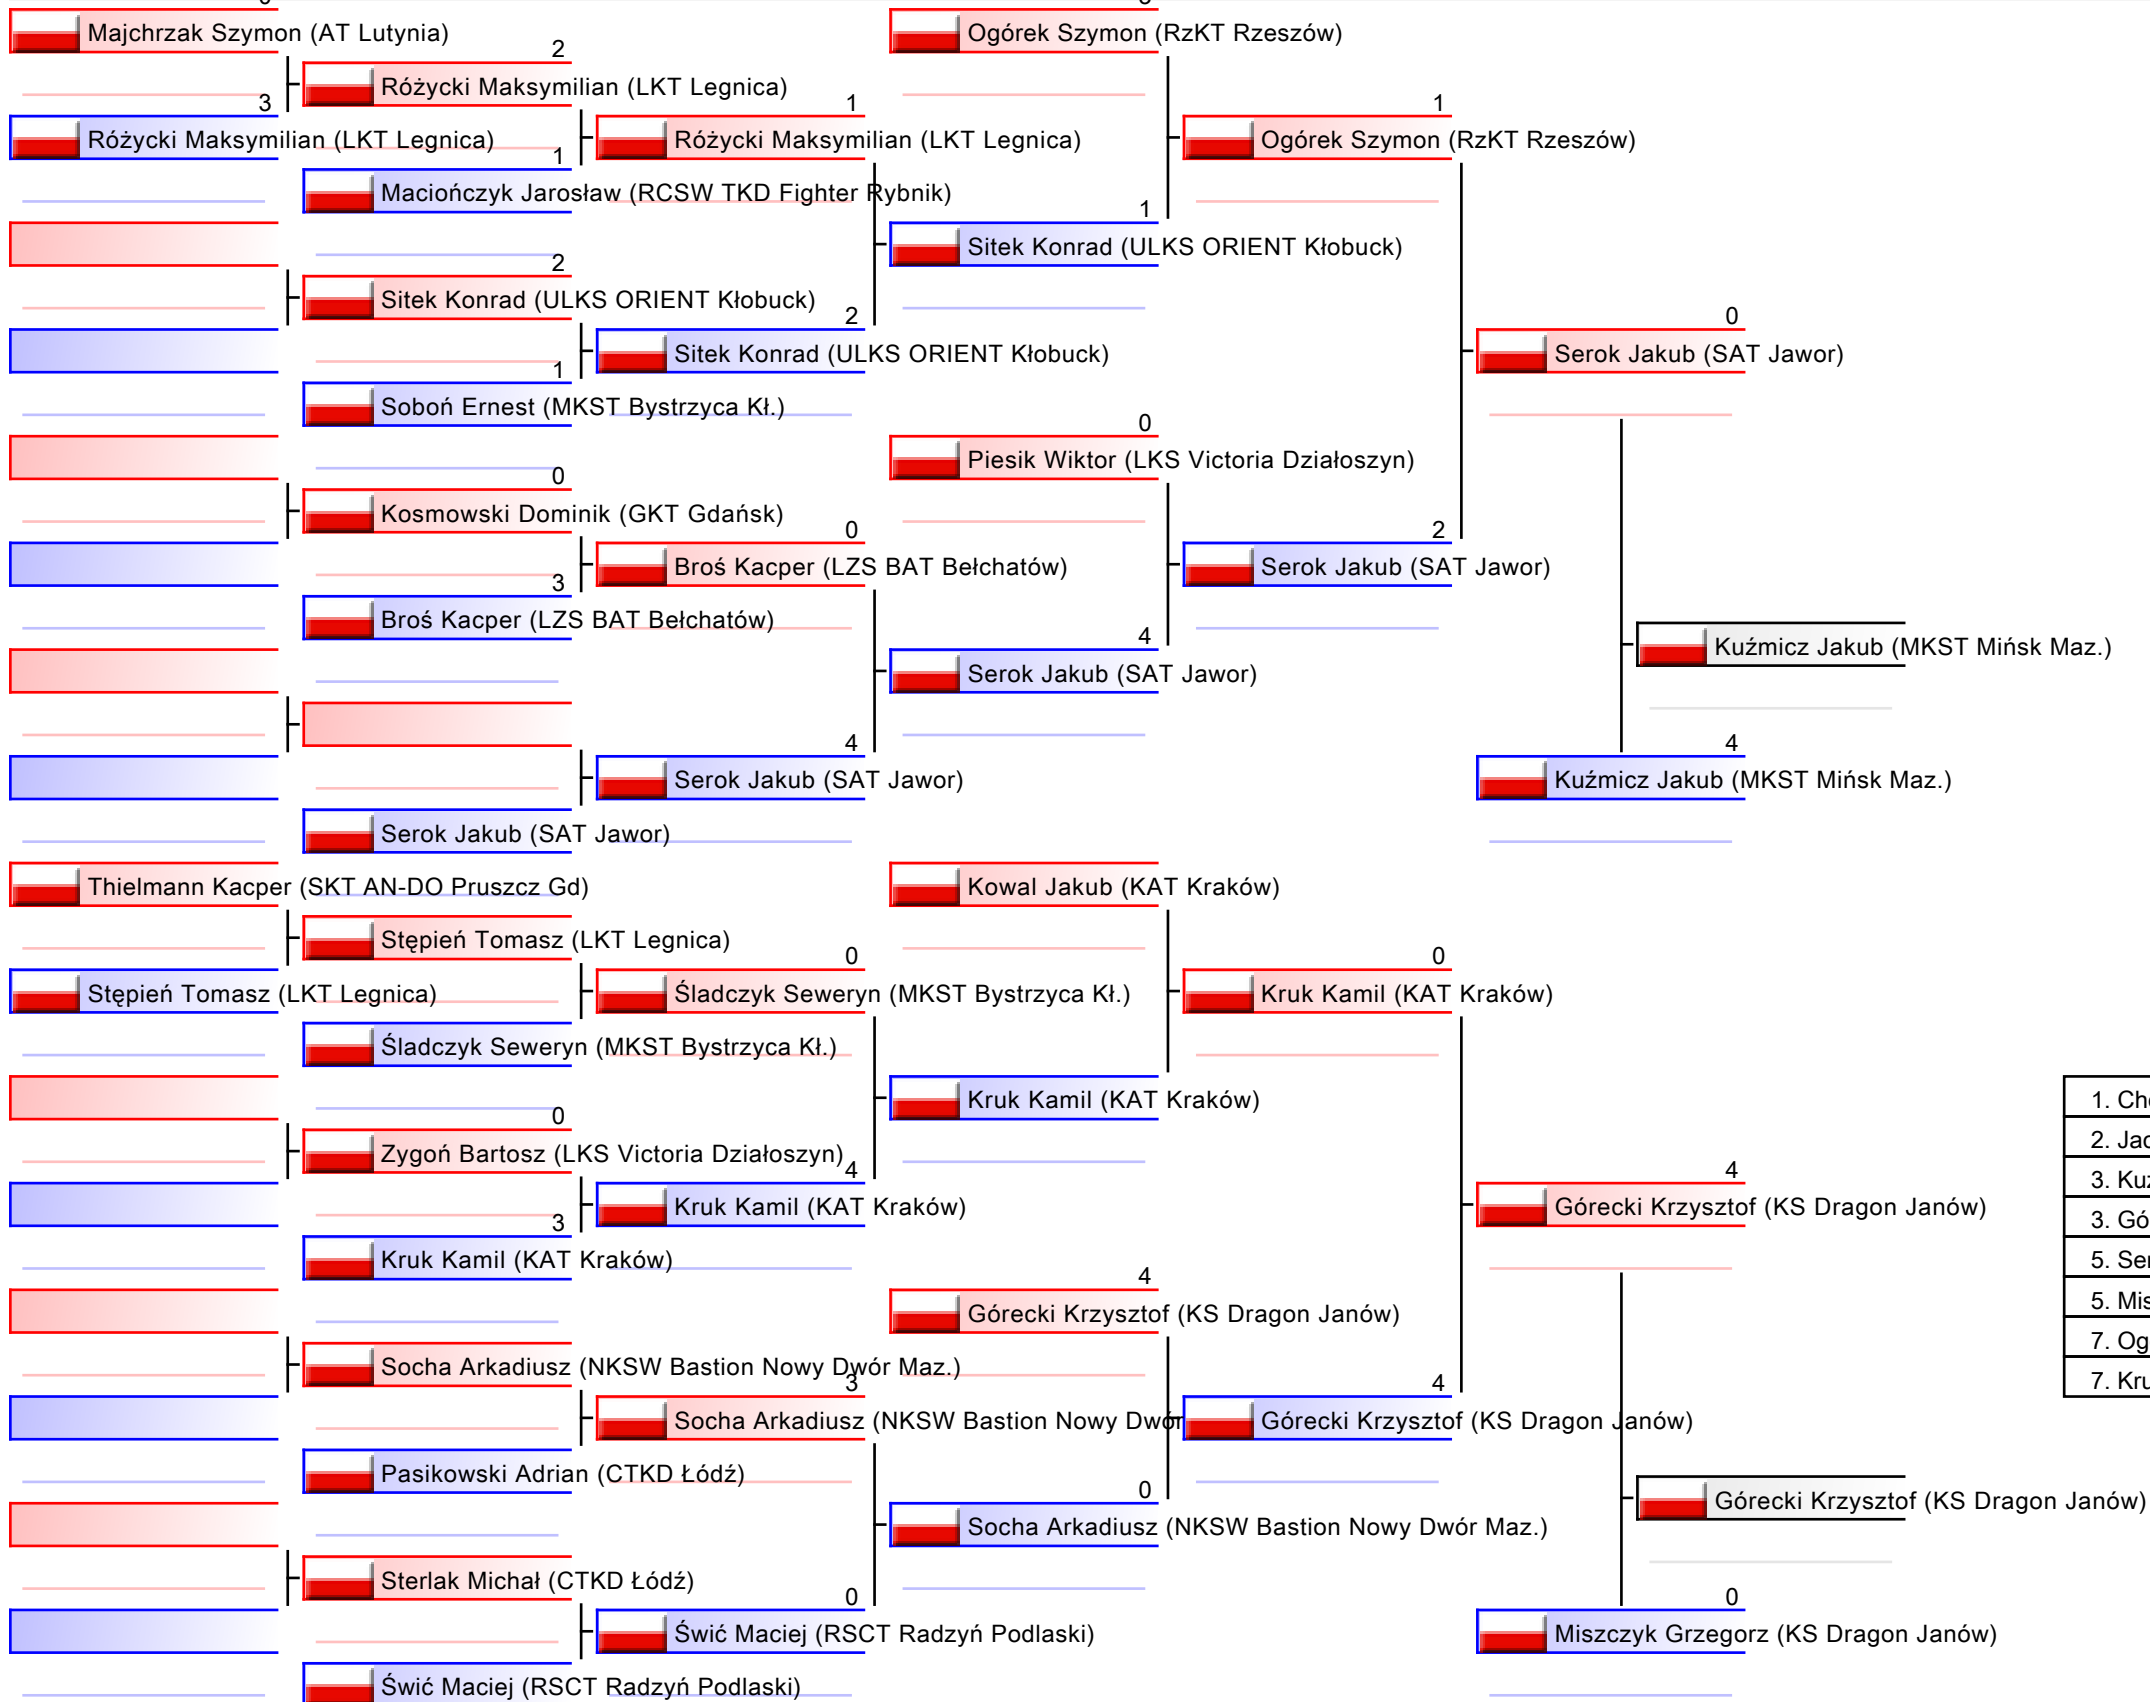 Majchrzak Szymon (AT Lutynia)
3
Różycki Maksymilian (LKT Legnica)
Thielmann Kacper (SKT AN-DO Pruszcz Gd)
Stępień Tomasz (LKT Legnica)
2
Różycki Maksymilian (LKT Legnica)
1
Maciończyk Jarosław (RCSW TKD Fighter Rybnik)
2
Sitek Konrad (ULKS ORIENT Kłobuck)
1
Soboń Ernest (MKST Bystrzyca Kł.)
0
Kosmowski Dominik (GKT Gdańsk)
3
Broś Kacper (LZS BAT Bełchatów)
Serok Jakub (SAT Jawor)
Stępień Tomasz (LKT Legnica)
Śladczyk Seweryn (MKST Bystrzyca Kł.)
0
Zygoń Bartosz (LKS Victoria Działoszyn)
3
Kruk Kamil (KAT Kraków)
Socha Arkadiusz (NKSW Bastion Nowy Dwór Maz.)
Pasikowski Adrian (CTKD Łódź)
Sterlak Michał (CTKD Łódź)
Świć Maciej (RSCT Radzyń Podlaski)
1
Różycki Maksymilian (LKT Legnica)
2
Sitek Konrad (ULKS ORIENT Kłobuck)
0
Broś Kacper (LZS BAT Bełchatów)
4
Serok Jakub (SAT Jawor)
0
Śladczyk Seweryn (MKST Bystrzyca Kł.)
4
Kruk Kamil (KAT Kraków)
3
Socha Arkadiusz (NKSW Bastion Nowy Dwór
0
Świć Maciej (RSCT Radzyń Podlaski)
Ogórek Szymon (RzKT Rzeszów)
1
Sitek Konrad (ULKS ORIENT Kłobuck)
0
Piesik Wiktor (LKS Victoria Działoszyn)
4
Serok Jakub (SAT Jawor)
Kowal Jakub (KAT Kraków)
Kruk Kamil (KAT Kraków)
4
Górecki Krzysztof (KS Dragon Janów)
0
Socha Arkadiusz (NKSW Bastion Nowy Dwór Maz.)
1
Ogórek Szymon (RzKT Rzeszów)
2
Serok Jakub (SAT Jawor)
0
Kruk Kamil (KAT Kraków)
4
Górecki Krzysztof (KS Dragon Janów)
0
Serok Jakub (SAT Jawor)
4
Kuźmicz Jakub (MKST Mińsk Maz.)
4
Górecki Krzysztof (KS Dragon Janów)
0
Miszczyk Grzegorz (KS Dragon Janów)
Kuźmicz Jakub (MKST Mińsk Maz.)
Górecki Krzysztof (KS Dragon Janów)
1.
2.
3.
3.
5.
5.
7.
7.